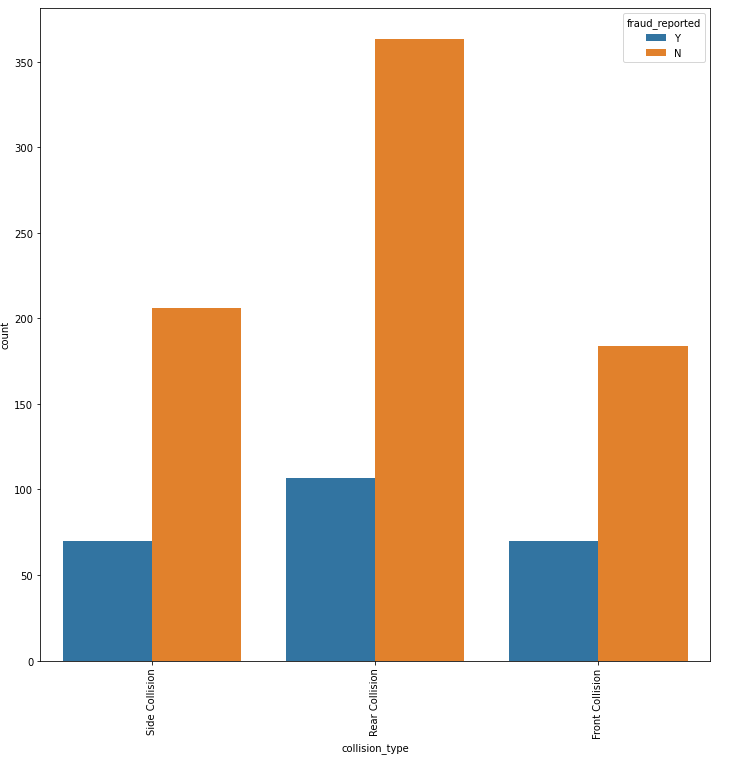 fraud_reported
Y
N
350
300
250
200
150
100
50
0
count
Side Collision
Rear Collision
Front Collision
collision_type